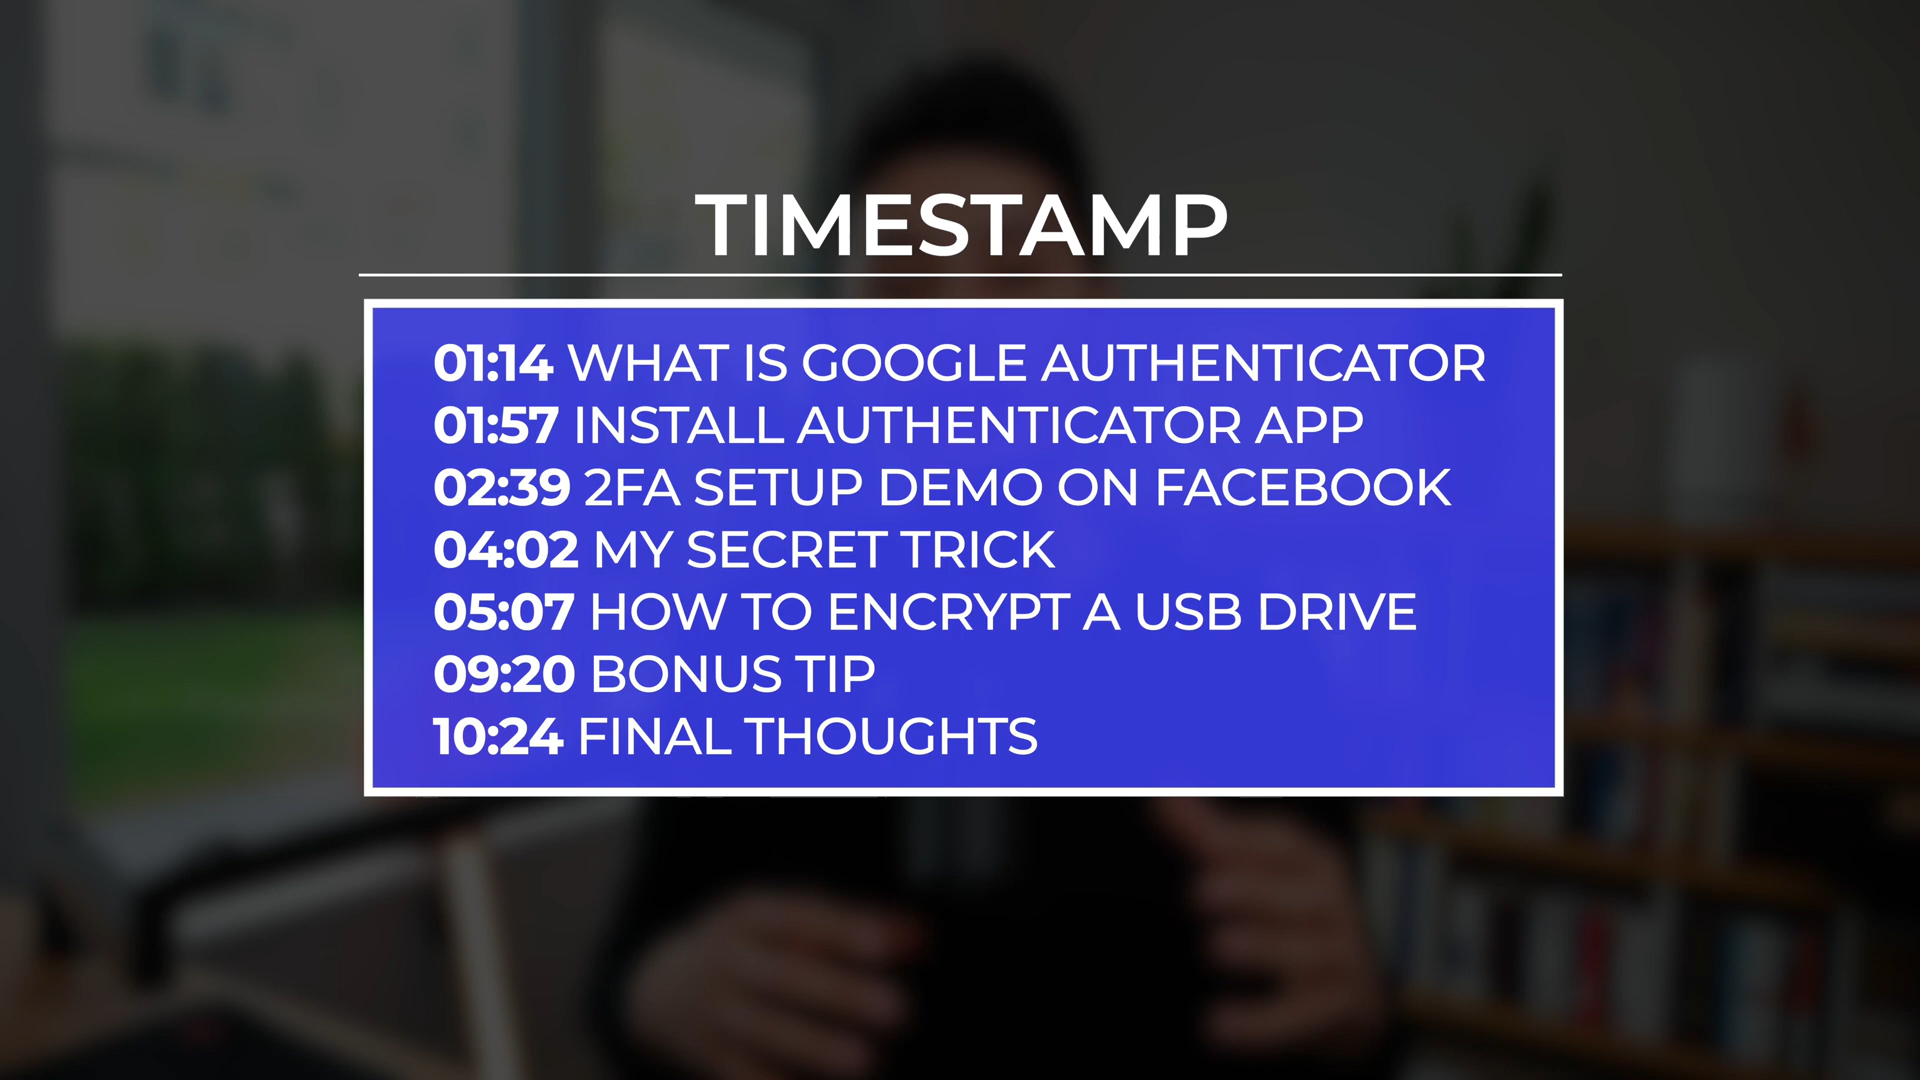 TIMESTAMP
01:14 WHAT IS GOOGLE AUTHENTICATOR
01:57 INSTALL AUTHENTICATOR APP
02:39 2FA SETUP DEMO ON FACEBOOK
04:02 MY SECRET TRICK
05:07 HOW TO ENCRYPT A USB DRIVE
09:20 BONUS TIP
10:24 FINAL THOUGHTS